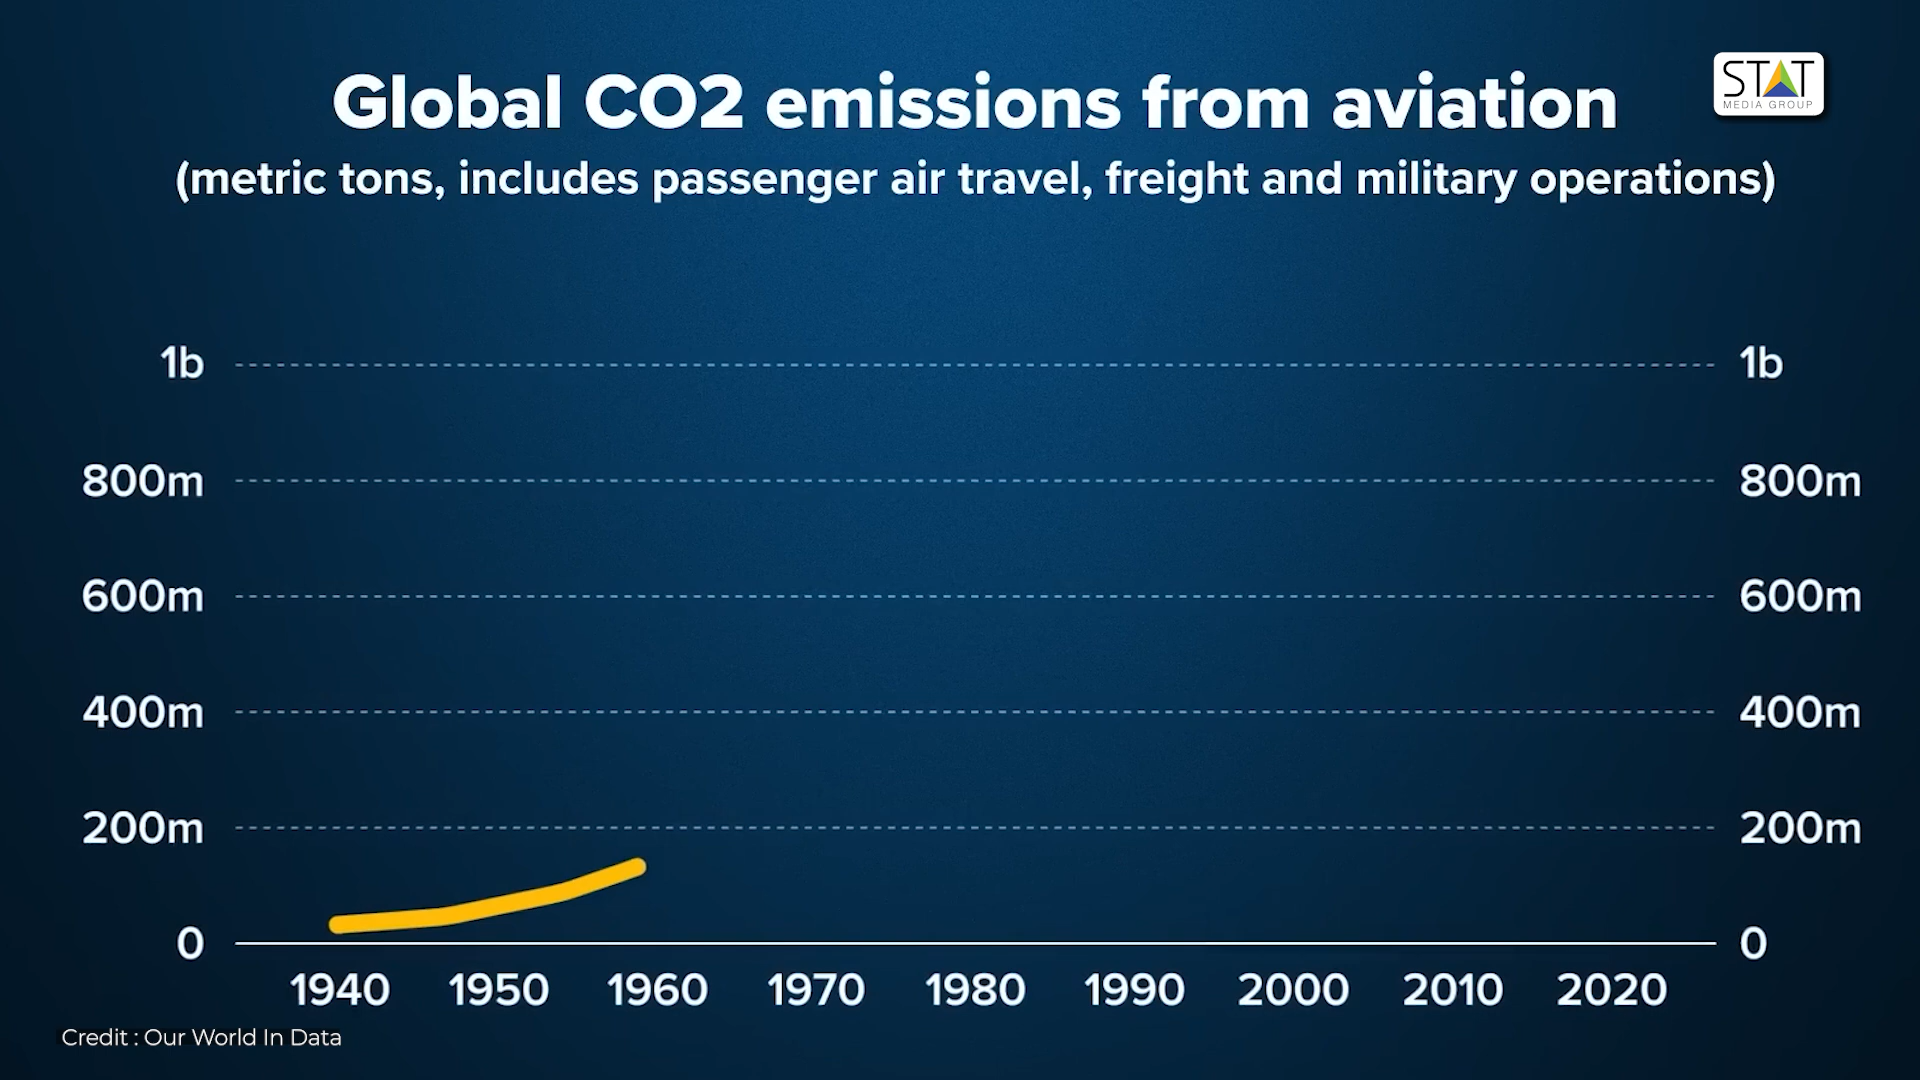 Global CO2 emissions from aviation
STAT
MEDIA GROUP
(metric tons, includes passenger air travel, freight and military operations)
1b 1b
800m 800m
600m 600m
400m 400m
200m 200m
0 0
1940 1950 1960 1970 1980 1990 2000 2010 2020
Credit : Our World In Data